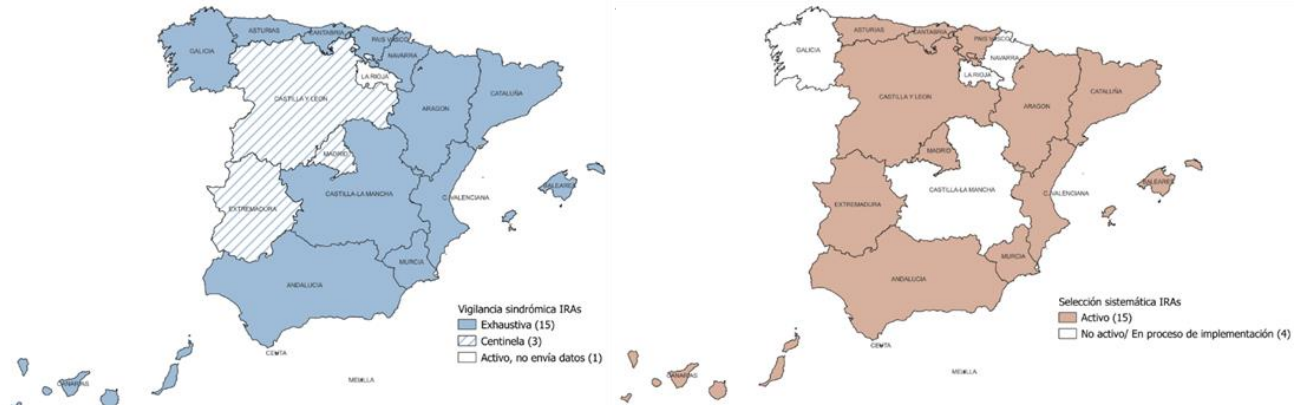 ASTURIAS
CANTABRIA
PAIS VASCO
GALICIA
NAVARRA
LA RIOJA
CATALUÑA
CASTILLA Y LEON
ARAGON
MADRID
CASTILLA-LA MANCHA
BALEARES
C. VALENCIANA
EXTREMADURA
MURCIA
ANDALUCIA
CEUTA
MELILLA
CANARIAS
Vigilancia sindrómica IRAs
Exhaustiva (15)
Centinela (3)
Activo, no envía datos (1)
ASTURIAS
CANTABRIA
PAIS VASCO
GALICIA
NAVARRA
LA RIOJA
CATALUÑA
CASTILLA Y LEON
ARAGON
MADRID
BALEARES
CASTILLA-LA MANCHA
C. VALENCIANA
EXTREMADURA
MURCIA
ANDALUCIA
CEUTA
MELILLA
CANARIAS
Selección sistemática IRAs
Activo (15)
No activo/ En proceso de implementación (4)